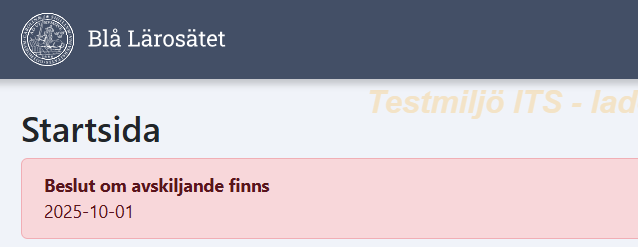 Blå Lärosätet
Testmiljö ITS - lad
Startsida
Beslut om avskiljande finns
2025-10-01